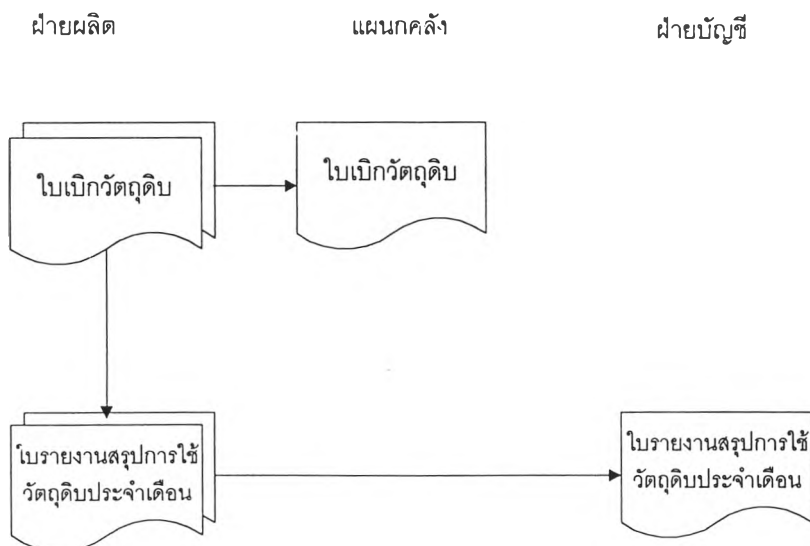 ฝ่ายผลิต
แผนกคลัง
ฝ่ายบัญชี
ใบเบิกวัตถุดิบ
ใบเบิกวัตถุดิบ
ใบรายงานสรุปการใช้
วัตถุดิบประจำเดือน
ใบรายงานสรุปการใช้
วัตถุดิบประจำเดือน